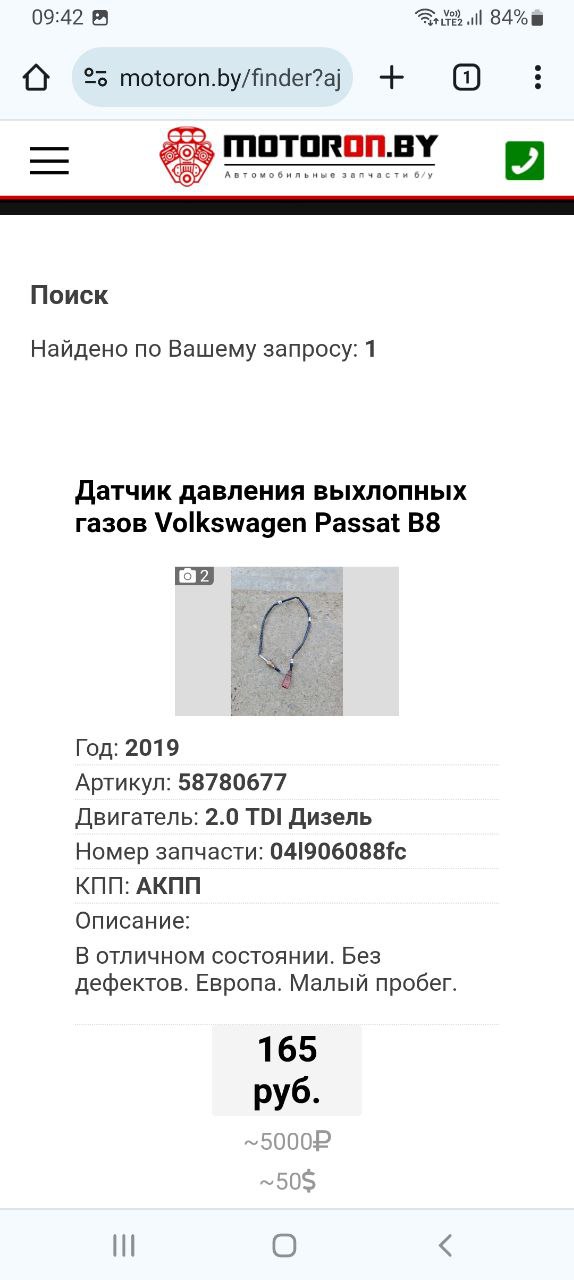 09:42
Vo)) LTE2 84%
motoron.by/finder?aj
1
MOTORON.BY
Автомобильные запчасти б/у
Поиск
Найдено по Вашему запросу: 1
Датчик давления выхлопных
газов Volkswagen Passat B8
2
Год: 2019
Артикул: 58780677
Двигатель: 2.0 TDI Дизель
Номер запчасти: 04l906088fc
КПП: АКПП
Описание:
В отличном состоянии. Без
дефектов. Европа. Малый пробег.
165
руб.
~5000₽
~50$